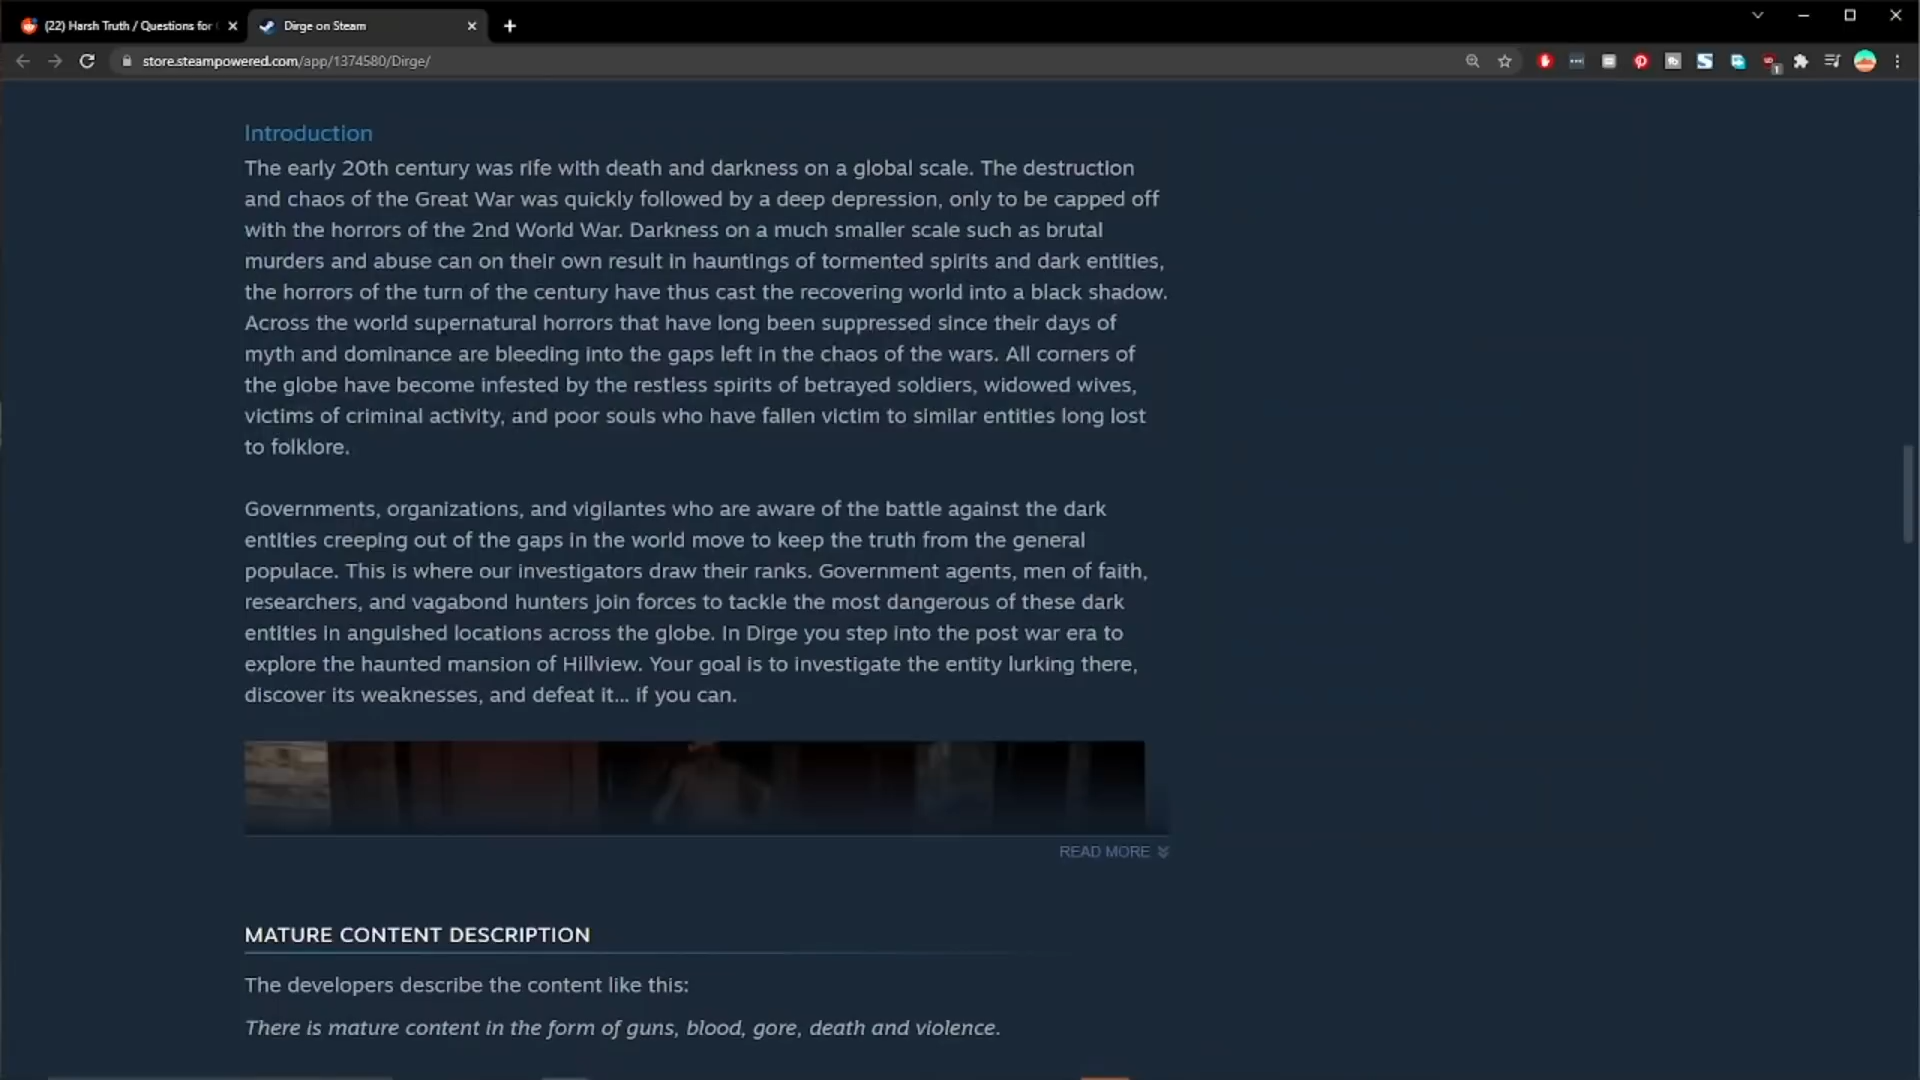 (22) Harsh Truth / Questions for
Dirge on Steam
store.steampowered.com/app/1374580/Dirge/
1
Introduction
The early 20th century was rife with death and darkness on a global scale. The destruction
and chaos of the Great War was quickly followed by a deep depression, only to be capped off
with the horrors of the 2nd World War. Darkness on a much smaller scale such as brutal
murders and abuse can on their own result in hauntings of tormented spirits and dark entities,
the horrors of the turn of the century have thus cast the recovering world into a black shadow.
Across the world supernatural horrors that have long been suppressed since their days of
myth and dominance are bleeding into the gaps left in the chaos of the wars. All corners of
the globe have become infested by the restless spirits of betrayed soldiers, widowed wives,
victims of criminal activity, and poor souls who have fallen victim to similar entities long lost
to folklore.
Governments, organizations, and vigilantes who are aware of the battle against the dark
entities creeping out of the gaps in the world move to keep the truth from the general
populace. This is where our investigators draw their ranks. Government agents, men of faith,
researchers, and vagabond hunters join forces to tackle the most dangerous of these dark
entities in anguished locations across the globe. In Dirge you step into the post war era to
explore the haunted mansion of Hillview. Your goal is to investigate the entity lurking there,
discover its weaknesses, and defeat it... if you can.
READ MORE
MATURE CONTENT DESCRIPTION
The developers describe the content like this:
There is mature content in the form of guns, blood, gore, death and violence.